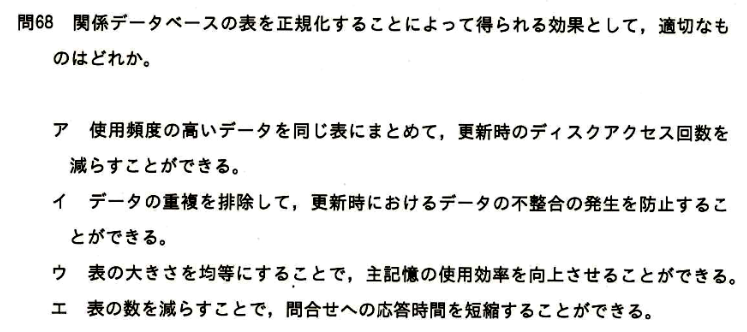 問68 関係データベースの表を正規化することによって得られる効果として，適切なも
のはどれか。
ア 使用頻度の高いデータを同じ表にまとめて，更新時のディスクアクセス回数を
減らすことができる。
イ データの重複を排除して，更新時におけるデータの不整合の発生を防止するこ
とができる。
ウ 表の大きさを均等にすることで，主記憶の使用効率を向上させることができる。
エ 表の数を減らすことで，問合せへの応答時間を短縮することができる。